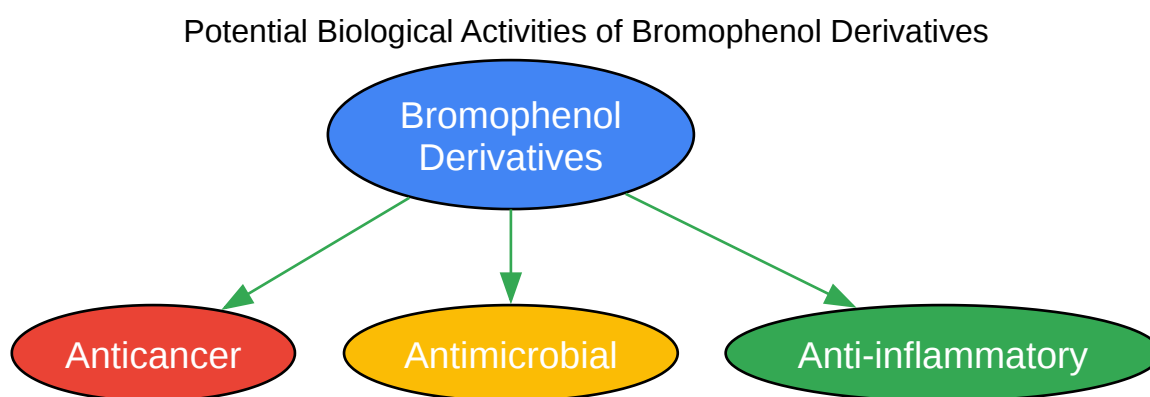 Potential Biological Activities of Bromophenol Derivatives
Bromophenol
Derivatives
Anticancer
Antimicrobial
Anti-inflammatory